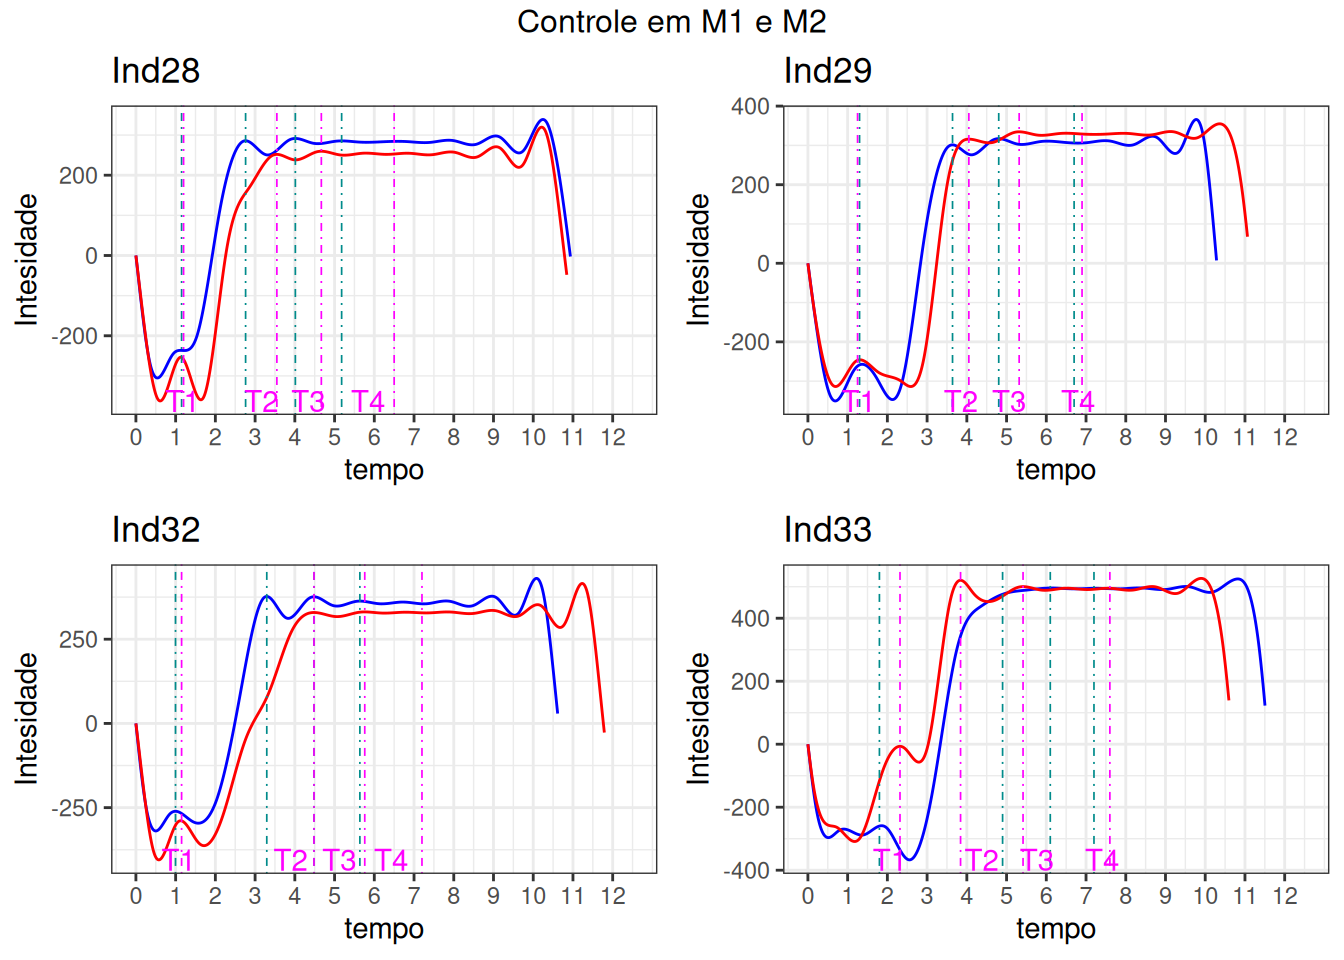 Controle em M1 e M2
Ind28
Intesidade
200
0
-200
T1 T2 T3 T4
0 1 2 3 4 5 6 7 8 9 10 11 12
tempo
Ind29
Intesidade
400
200
0
-200
T1 T2 T3 T4
0 1 2 3 4 5 6 7 8 9 10 11 12
tempo
Ind32
Intesidade
250
0
-250
T1 T2 T3 T4
0 1 2 3 4 5 6 7 8 9 10 11 12
tempo
Ind33
Intesidade
400
200
0
-200
-400
T1 T2 T3 T4
0 1 2 3 4 5 6 7 8 9 10 11 12
tempo